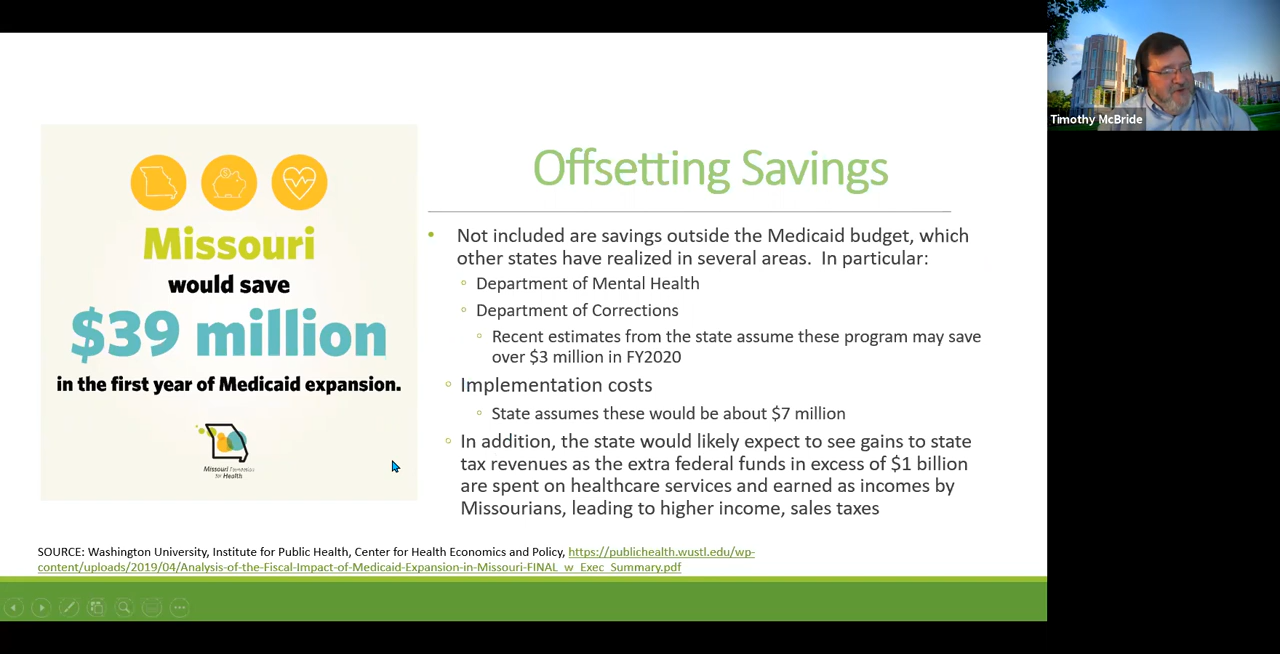 Timothy McBride
Missouri
would save
$39 million
in the first year of Medicaid expansion.
Missouri Foundation
for Health
Offsetting Savings
• Not included are savings outside the Medicaid budget, which
other states have realized in several areas.  In particular:
◦ Department of Mental Health
◦ Department of Corrections
◦ Recent estimates from the state assume these program may save
over $3 million in FY2020
◦ Implementation costs
◦ State assumes these would be about $7 million
◦ In addition, the state would likely expect to see gains to state
tax revenues as the extra federal funds in excess of $1 billion
are spent on healthcare services and earned as incomes by
Missourians, leading to higher income, sales taxes
SOURCE: Washington University, Institute for Public Health, Center for Health Economics and Policy, https://publichealth.wustl.edu/wp-
content/uploads/2019/04/Analysis-of-the-Fiscal-Impact-of-Medicaid-Expansion-in-Missouri-FINAL_w_Exec_Summary.pdf